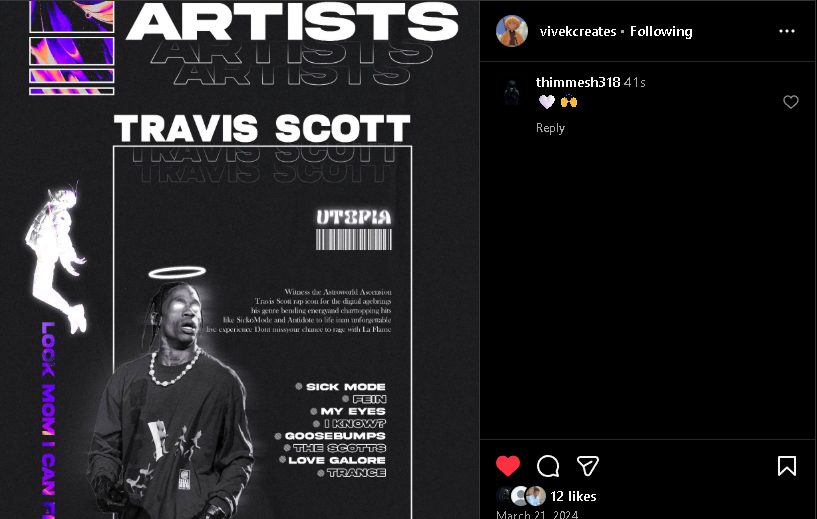 ARTISTS
ARTISTS
ARTISTS
TRAVIS SCOTT
TRAVIS SCOTT
TRAVIS SCOTT
UTOPIA
Witness the Astroworld Ascension
Travis Scott rap icon for the digital agebrings
his genre bending energyand charttopping hits
like SickoMode and Antidote to life inan unforgettable
live experience Dont missyour chance to rage with La Flame
SICK MODE
FEIN
MY EYES
I KNOW?
GOOSEBUMPS
THE SCOTTS
LOVE GALORE
TRANCE
LOOK MOM I CAN
vivekcreates • Following
thimmesh318 41s
🤍 🙌
Reply
12 likes
March 21, 2024